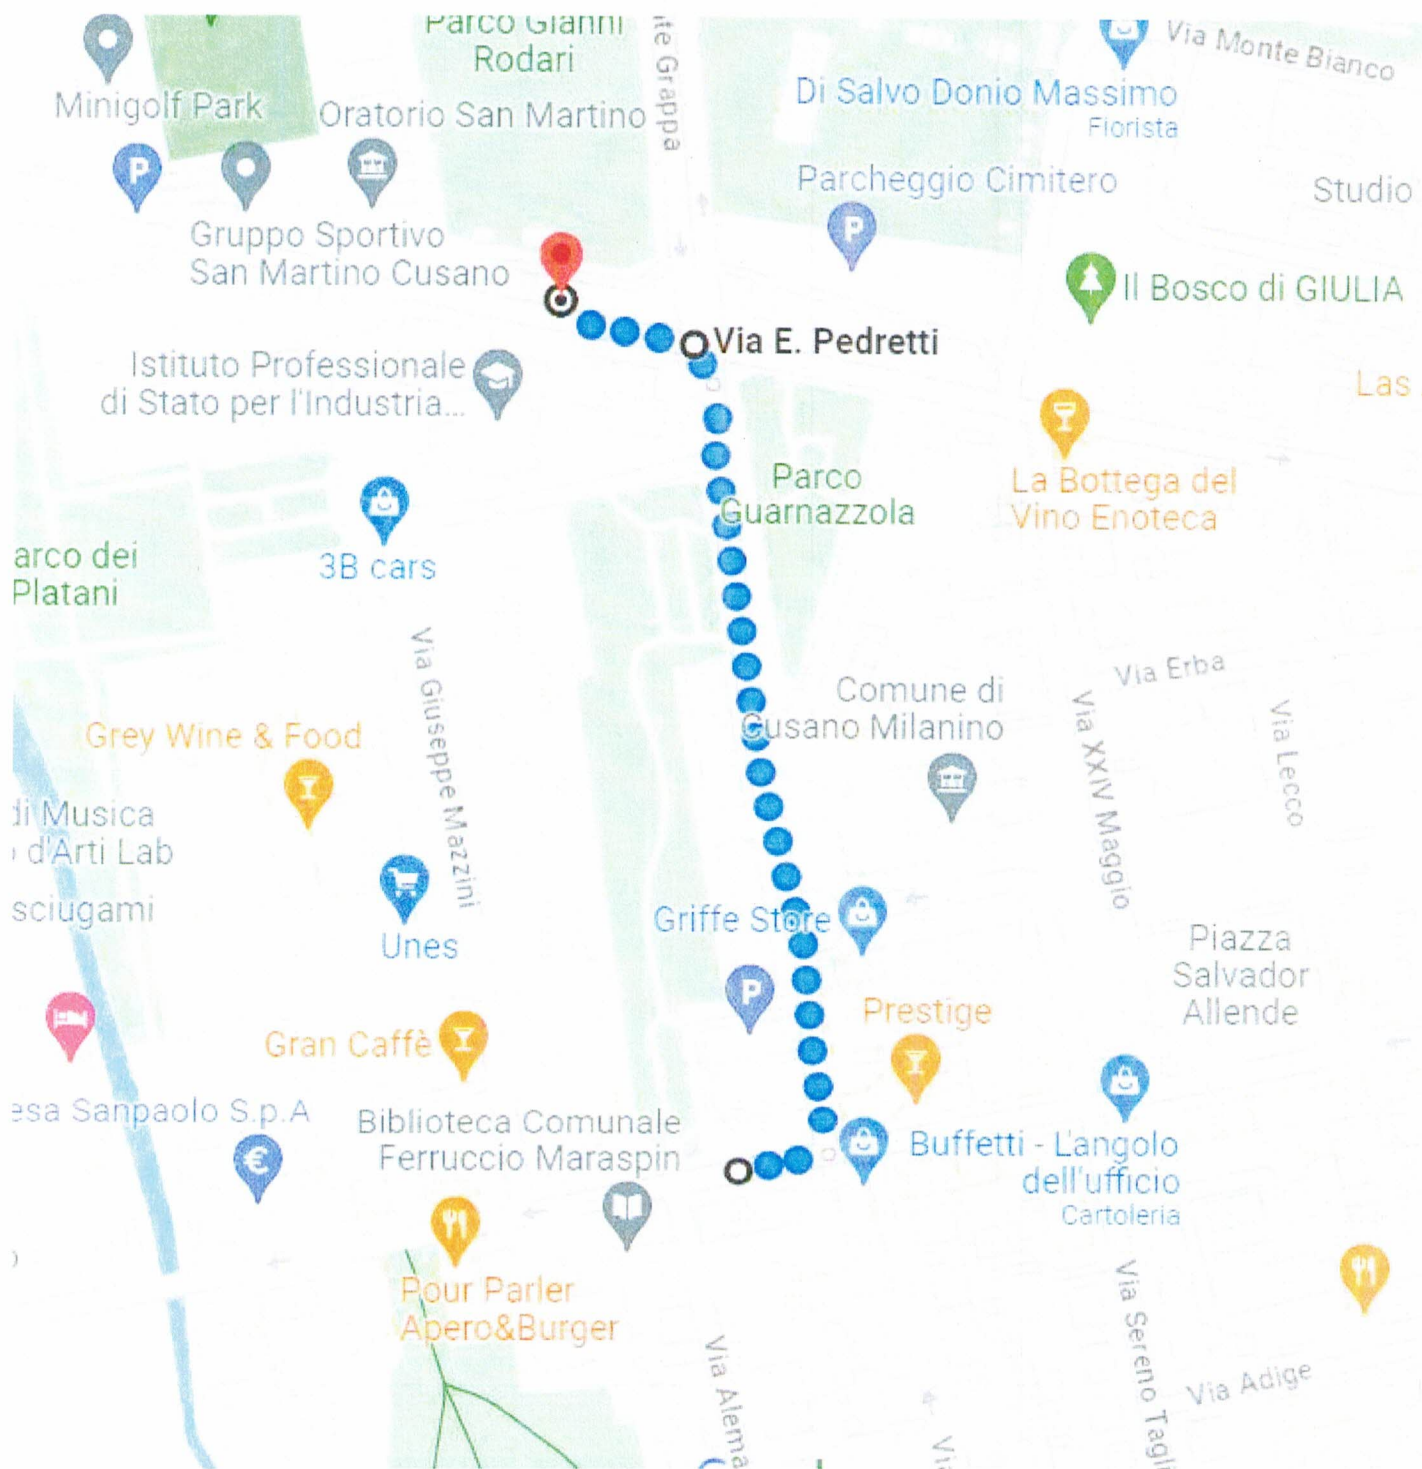 Parco Gianni
Rodari
Via Monte Bianco
Minigolf Park
Oratorio San Martino
Grappa
Di Salvo Donio Massimo
Fiorista
Parcheggio Cimitero
Studio
Gruppo Sportivo
San Martino Cusano
Il Bosco di GIULIA
Via E. Pedretti
Istituto Professionale
di Stato per l'Industria...
Las
Parco
Guarnazzola
La Bottega del
Vino Enoteca
3B cars
arco dei
Platani
Via Giuseppe Mazzini
Via Erba
Comune di
Cusano Milanino
Via XXIV Maggio
Via Lecco
Grey Wine & Food
di Musica
d'Arti Lab
sciugami
Unes
Griffe Store
Piazza
Salvador
Allende
Prestige
Gran Caffè
esa Sanpaolo S.p.A
Biblioteca Comunale
Ferruccio Maraspin
Buffetti - L'angolo
dell'ufficio
Cartoleria
Pour Parler
Apero&Burger
Via Alema
Via Sereno Tagli
Via Adige
Via